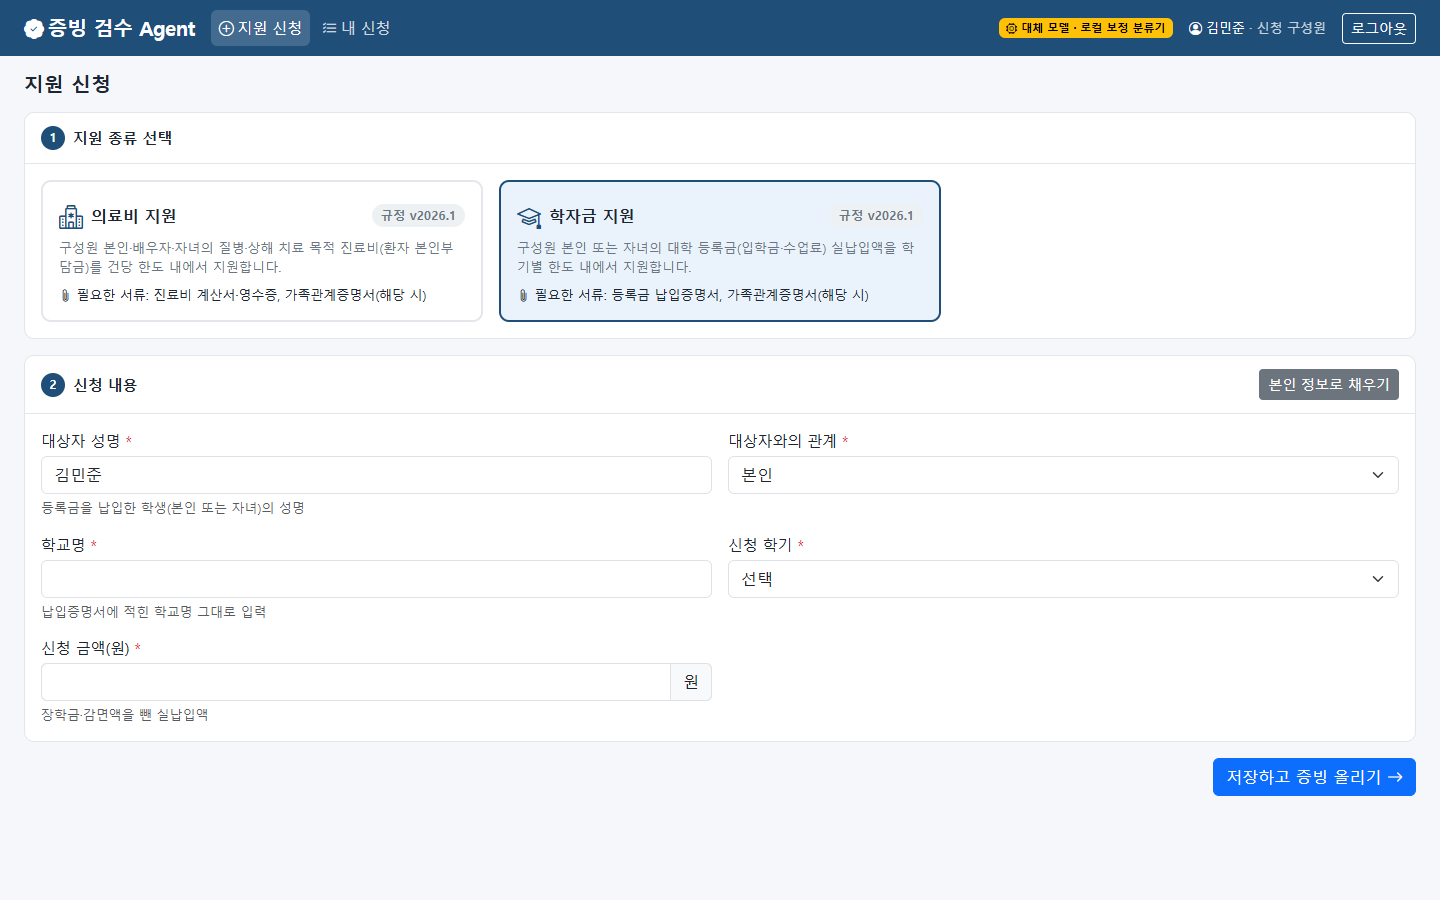 증빙 검수 Agent
지원 신청
내 신청
대체 모델 · 로컬 보정 분류기
김민준 · 신청 구성원
로그아웃
지원 신청
1 지원 종류 선택
의료비 지원
규정 v2026.1
구성원 본인·배우자·자녀의 질병·상해 치료 목적 진료비(환자 본인부
담금)를 건당 한도 내에서 지원합니다.
필요한 서류: 진료비 계산서·영수증, 가족관계증명서(해당 시)
학자금 지원
규정 v2026.1
구성원 본인 또는 자녀의 대학 등록금(입학금·수업료) 실납입액을 학
기별 한도 내에서 지원합니다.
필요한 서류: 등록금 납입증명서, 가족관계증명서(해당 시)
2 신청 내용
본인 정보로 채우기
대상자 성명 *
김민준
등록금을 납입한 학생(본인 또는 자녀)의 성명
대상자와의 관계 *
본인
학교명 *
납입증명서에 적힌 학교명 그대로 입력
신청 학기 *
선택
신청 금액(원) *
원
장학금·감면액을 뺀 실납입액
저장하고 증빙 올리기 →